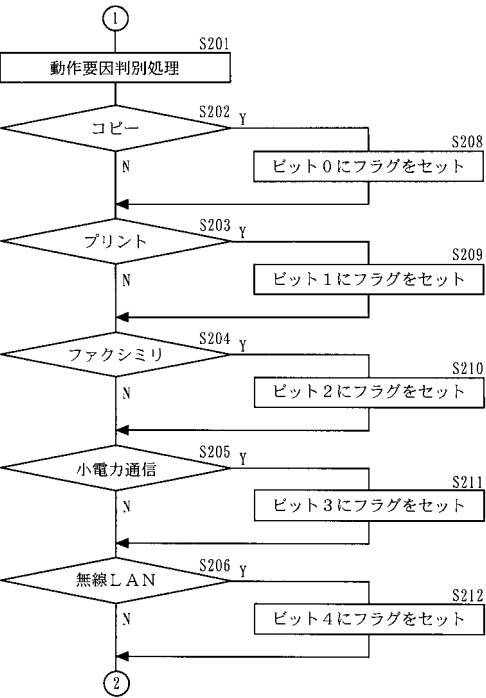 1
S201
動作要因判別処理
S202
コピー
Y
N
S208
ビット0にフラグをセット
S203
プリント
Y
N
S209
ビット1にフラグをセット
S204
ファクシミリ
Y
N
S210
ビット2にフラグをセット
S205
小電力通信
Y
N
S211
ビット3にフラグをセット
S206
無線LAN
Y
N
S212
ビット4にフラグをセット
2